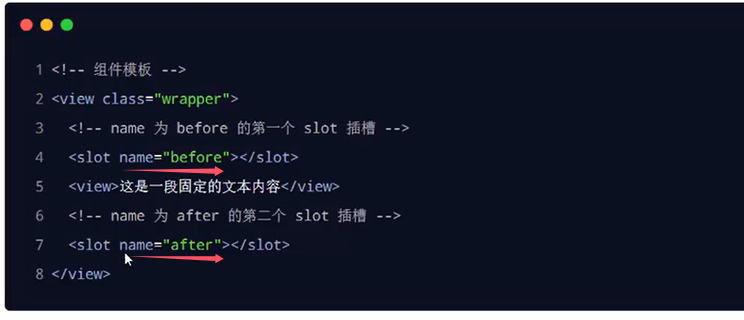 1 <!-- 组件模板 -->
2 <view class="wrapper">
3 <!-- name 为 before 的第一个 slot 插槽 -->
4 <slot name="before"></slot>
5 <view>这是一段固定的文本内容</view>
6 <!-- name 为 after 的第二个 slot 插槽 -->
7 <slot name="after"></slot>
8 </view>